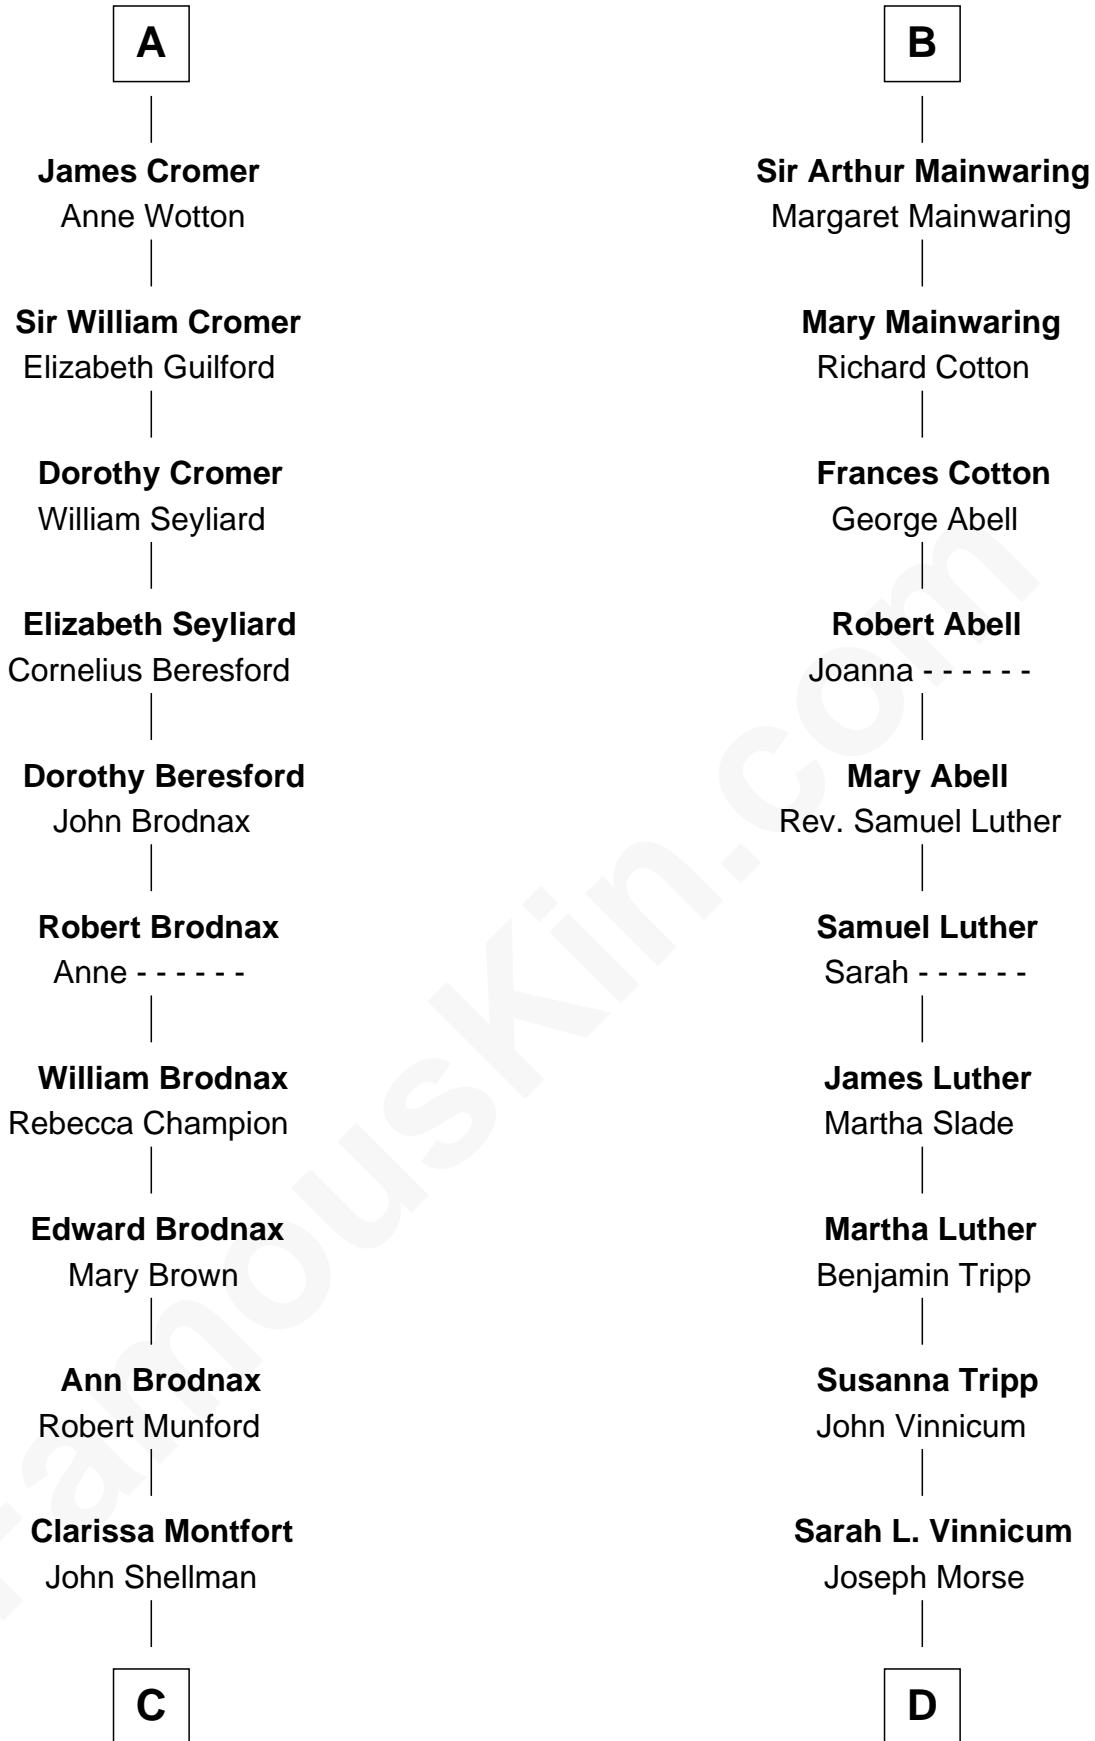 A
James Cromer
Anne Wotton
Sir William Cromer
Elizabeth Guilford
Dorothy Cromer
William Seyliard
Elizabeth Seyliard
Cornelius Beresford
Dorothy Beresford
John Brodnax
Robert Brodnax
Anne - - - - - -
William Brodnax
Rebecca Champion
Edward Brodnax
Mary Brown
Ann Brodnax
Robert Munford
Clarissa Montfort
John Shellman
C
B
Sir Arthur Mainwaring
Margaret Mainwaring
Mary Mainwaring
Richard Cotton
Frances Cotton
George Abell
Robert Abell
Joanna - - - - - -
Mary Abell
Rev. Samuel Luther
Samuel Luther
Sarah - - - - - -
James Luther
Martha Slade
Martha Luther
Benjamin Tripp
Susanna Tripp
John Vinnicum
Sarah L. Vinnicum
Joseph Morse
D
FamousKin.com